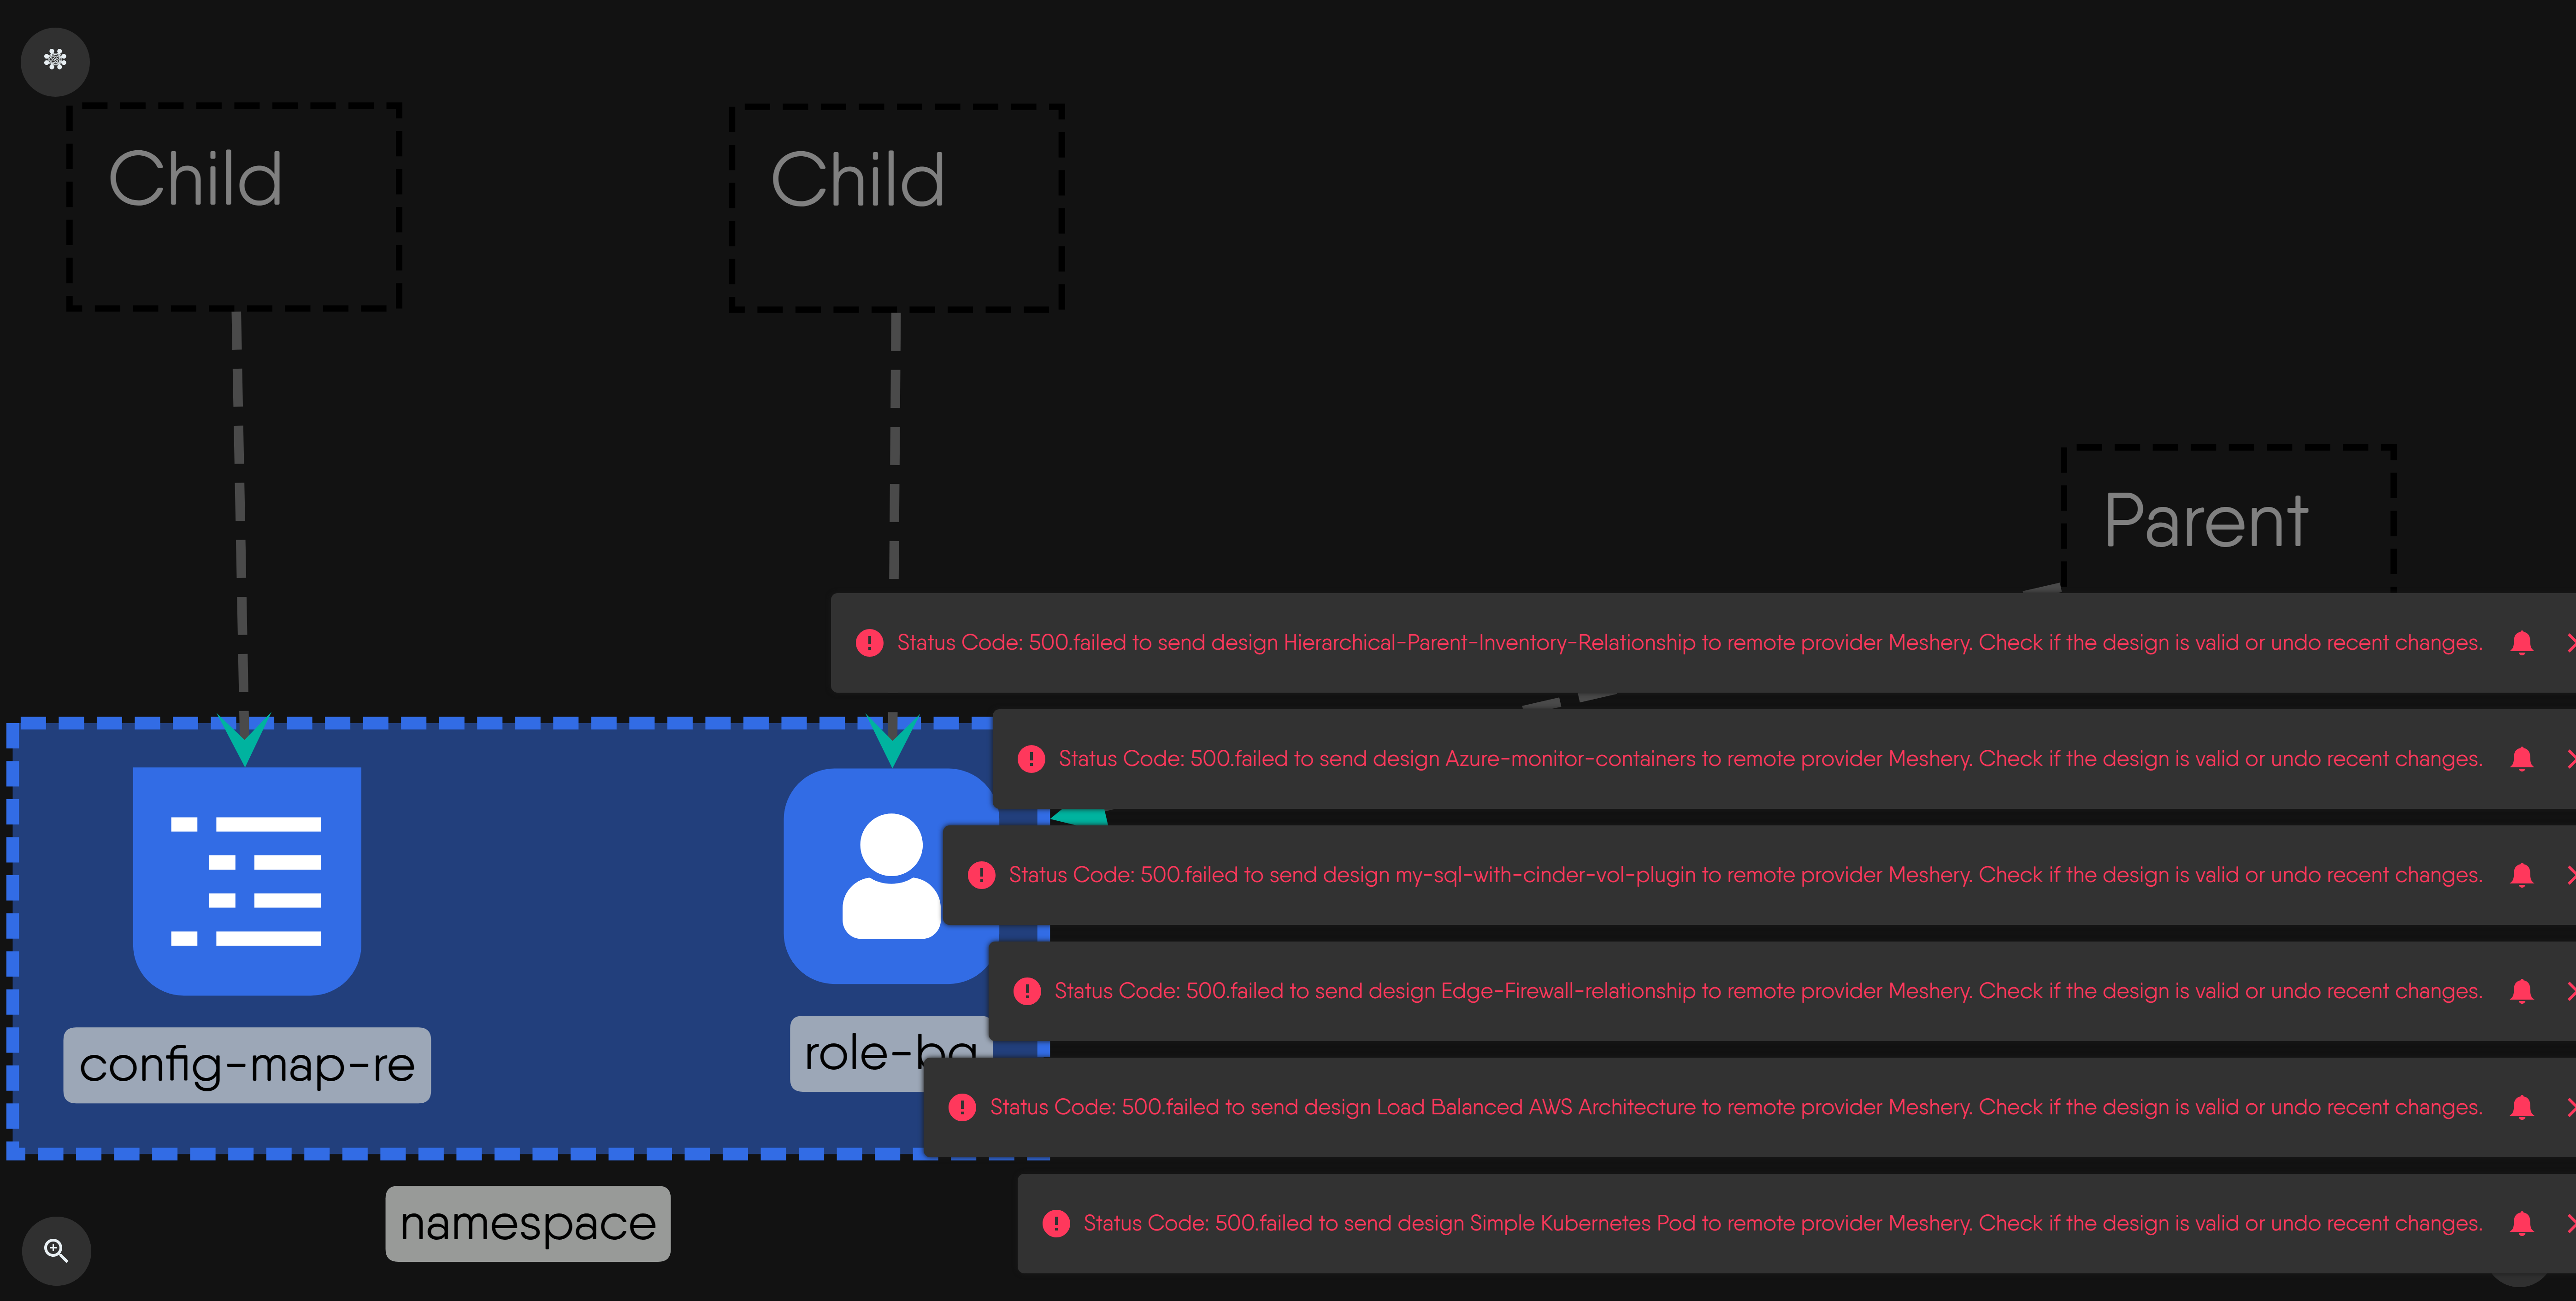 Child
Child
Parent
Status Code: 500.failed to send design Hierarchical-Parent-Inventory-Relationship to remote provider Meshery. Check if the design is valid or undo recent changes.
Status Code: 500.failed to send design Azure-monitor-containers to remote provider Meshery. Check if the design is valid or undo recent changes.
Status Code: 500.failed to send design my-sql-with-cinder-vol-plugin to remote provider Meshery. Check if the design is valid or undo recent changes.
Status Code: 500.failed to send design Edge-Firewall-relationship to remote provider Meshery. Check if the design is valid or undo recent changes.
config-map-re
Status Code: 500.failed to send design Load Balanced AWS Architecture to remote provider Meshery. Check if the design is valid or undo recent changes.
namespace
Status Code: 500.failed to send design Simple Kubernetes Pod to remote provider Meshery. Check if the design is valid or undo recent changes.